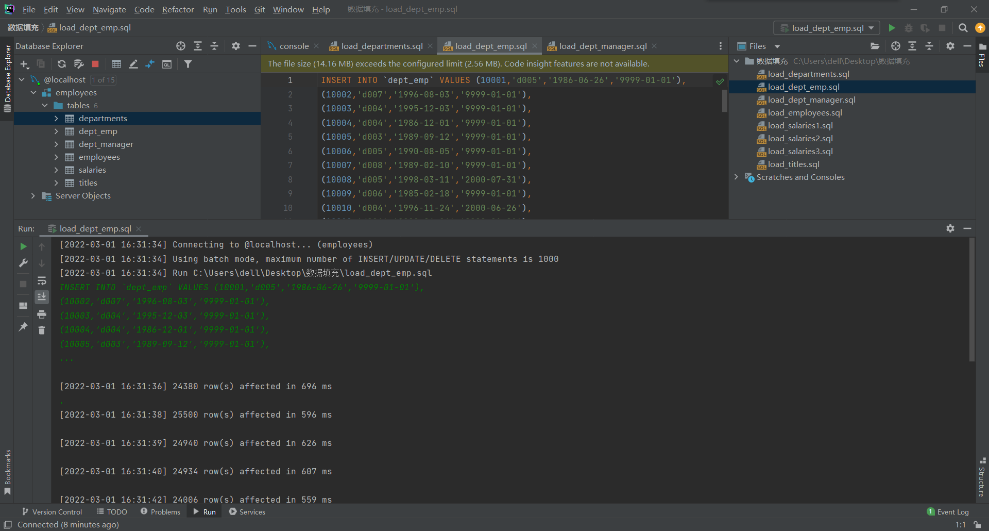 File Edit View Navigate Code Refactor Run Tools Git Window Help 数据填充 - load_dept_emp.sql
数据填充 load_dept_emp.sql
load_dept_emp.sql
Database Explorer
console load_departments.sql load_dept_emp.sql load_dept_manager.sql
Files
The file size (14.16 MB) exceeds the configured limit (2.56 MB). Code insight features are not available.
@localhost 1 of 15
employees
tables 6
departments
dept_emp
dept_manager
employees
salaries
titles
Server Objects
1 INSERT INTO `dept_emp` VALUES (10001,'d005','1986-06-26','9999-01-01'),
2 (10002,'d007','1996-08-03','9999-01-01'),
3 (10003,'d004','1995-12-03','9999-01-01'),
4 (10004,'d004','1986-12-01','9999-01-01'),
5 (10005,'d003','1989-09-12','9999-01-01'),
6 (10006,'d005','1990-08-05','9999-01-01'),
7 (10007,'d008','1989-02-10','9999-01-01'),
8 (10008,'d005','1998-03-11','2000-07-31'),
9 (10009,'d006','1985-02-18','9999-01-01'),
10 (10010,'d004','1996-11-24','2000-06-26'),
数据填充 C:\Users\dell\Desktop\数据填充
load_departments.sql
load_dept_emp.sql
load_dept_manager.sql
load_employees.sql
load_salaries1.sql
load_salaries2.sql
load_salaries3.sql
load_titles.sql
Scratches and Consoles
Database Explorer
Files
Run: load_dept_emp.sql
[2022-03-01 16:31:34] Connecting to @localhost... (employees)
[2022-03-01 16:31:34] Using batch mode, maximum number of INSERT/UPDATE/DELETE statements is 1000
[2022-03-01 16:31:34] Run C:\Users\dell\Desktop\数据填充\load_dept_emp.sql
INSERT INTO `dept_emp` VALUES (10001,'d005','1986-06-26','9999-01-01'),
(10002,'d007','1996-08-03','9999-01-01'),
(10003,'d004','1995-12-03','9999-01-01'),
(10004,'d004','1986-12-01','9999-01-01'),
(10005,'d003','1989-09-12','9999-01-01'),
...
[2022-03-01 16:31:36] 24380 row(s) affected in 696 ms
.
[2022-03-01 16:31:38] 25500 row(s) affected in 596 ms
[2022-03-01 16:31:39] 24940 row(s) affected in 626 ms
[2022-03-01 16:31:40] 24934 row(s) affected in 607 ms
[2022-03-01 16:31:42] 24006 row(s) affected in 559 ms
Bookmarks
Structure
Version Control TODO Problems Run Services 1 Event Log
Connected (8 minutes ago) 1:1